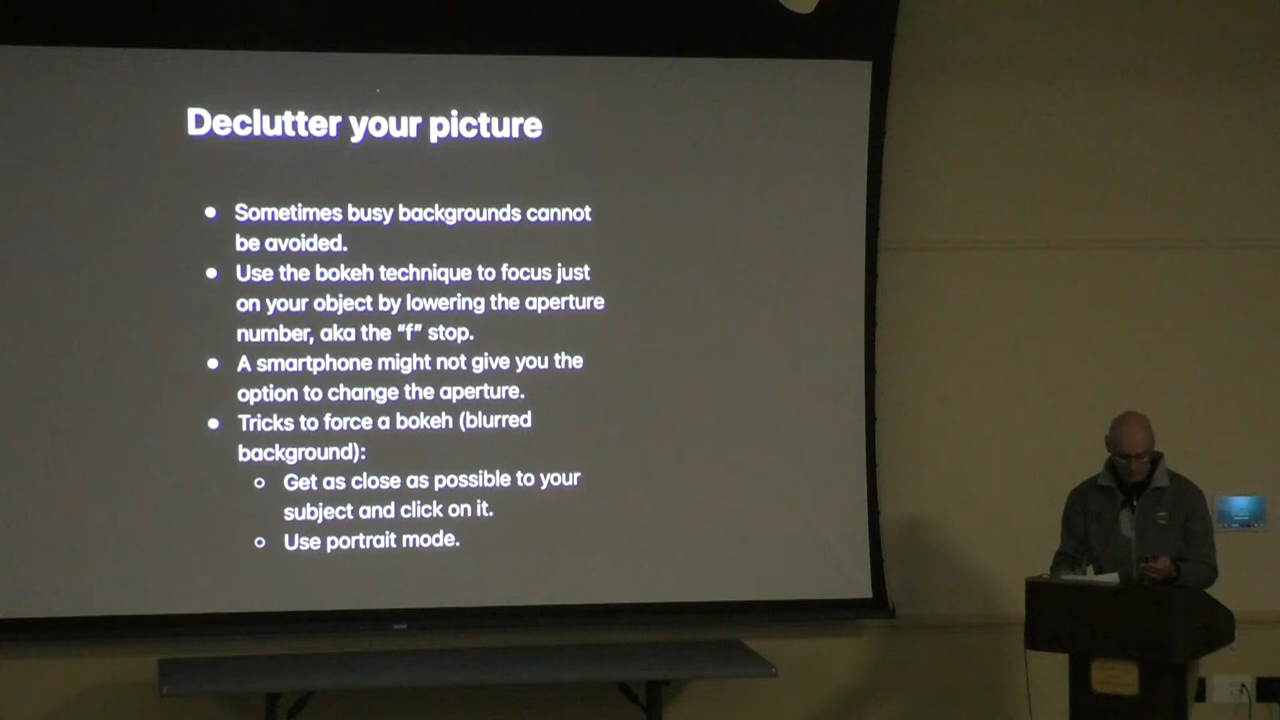 Declutter your picture
● Sometimes busy backgrounds cannot
be avoided.
● Use the bokeh technique to focus just
on your object by lowering the aperture
number, aka the “f” stop.
● A smartphone might not give you the
option to change the aperture.
● Tricks to force a bokeh (blurred
background):
○ Get as close as possible to your
subject and click on it.
○ Use portrait mode.